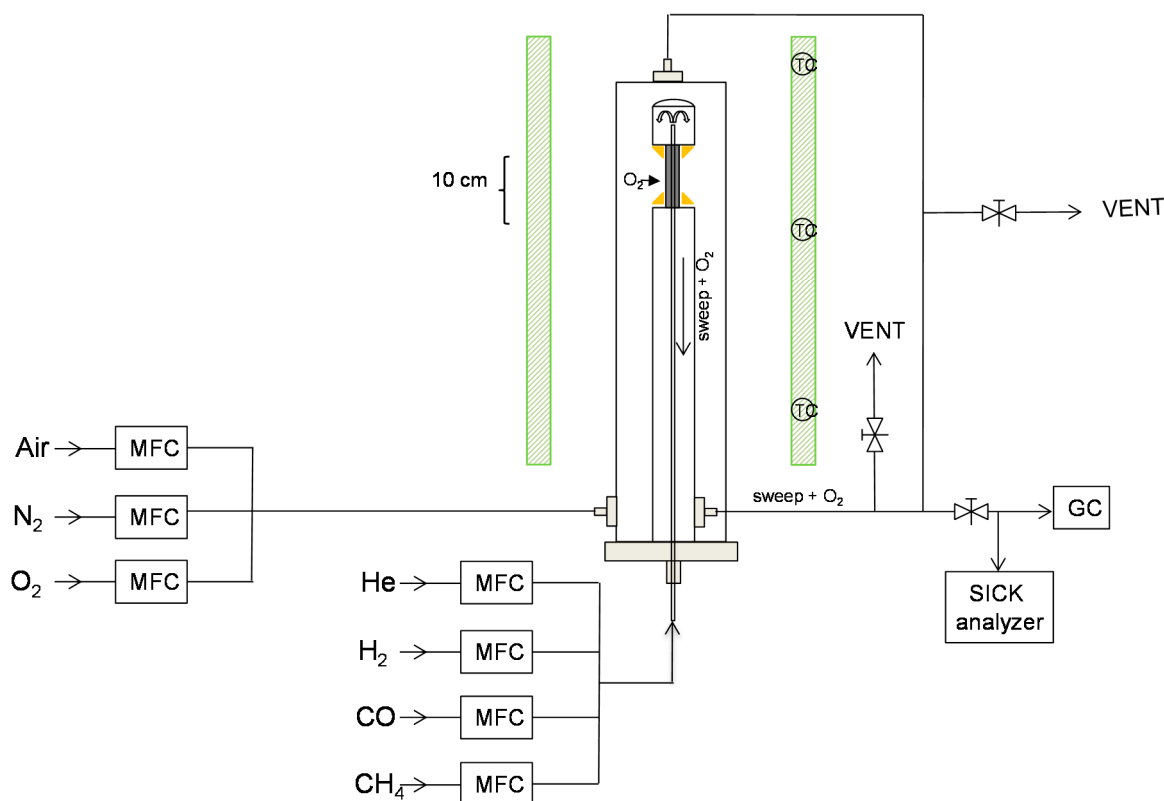 TC
10 cm
O₂
TC
VENT
sweep + O₂
VENT
TC
Air
MFC
sweep + O₂
GC
N₂
MFC
O₂
MFC
He
MFC
SICK
analyzer
H₂
MFC
CO
MFC
CH₄
MFC